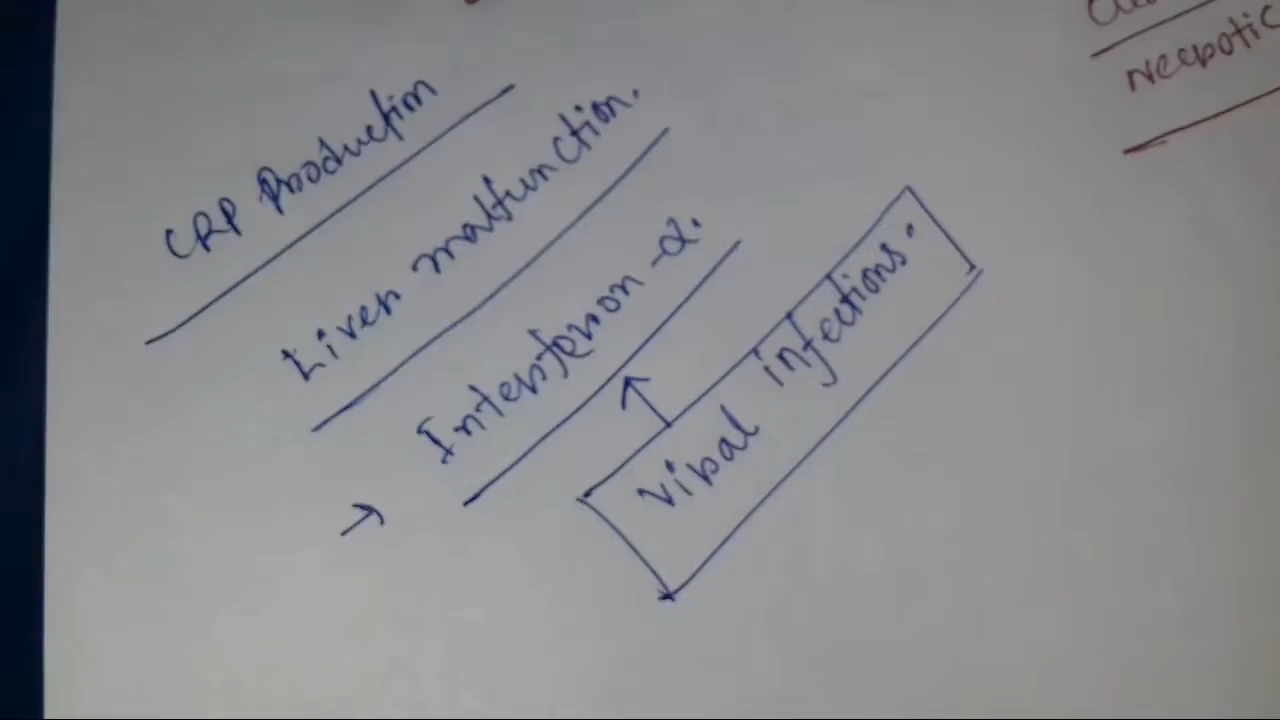 CRP Production
Liver malfunction.
→ Interferon-α.
Viral infections.
Necrotic